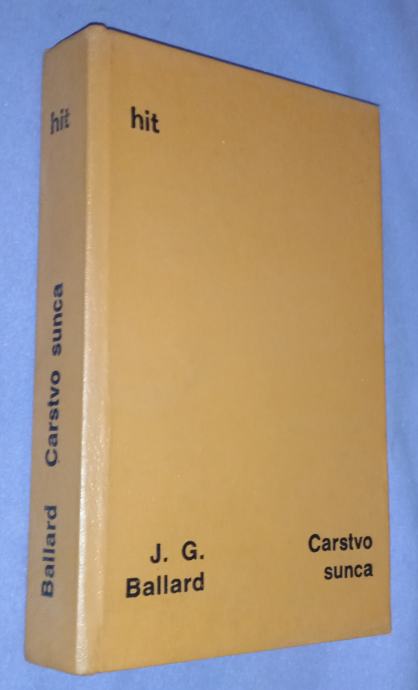 hit
Ballard Carstvo sunca
hit
J. G.
Ballard
Carstvo
sunca